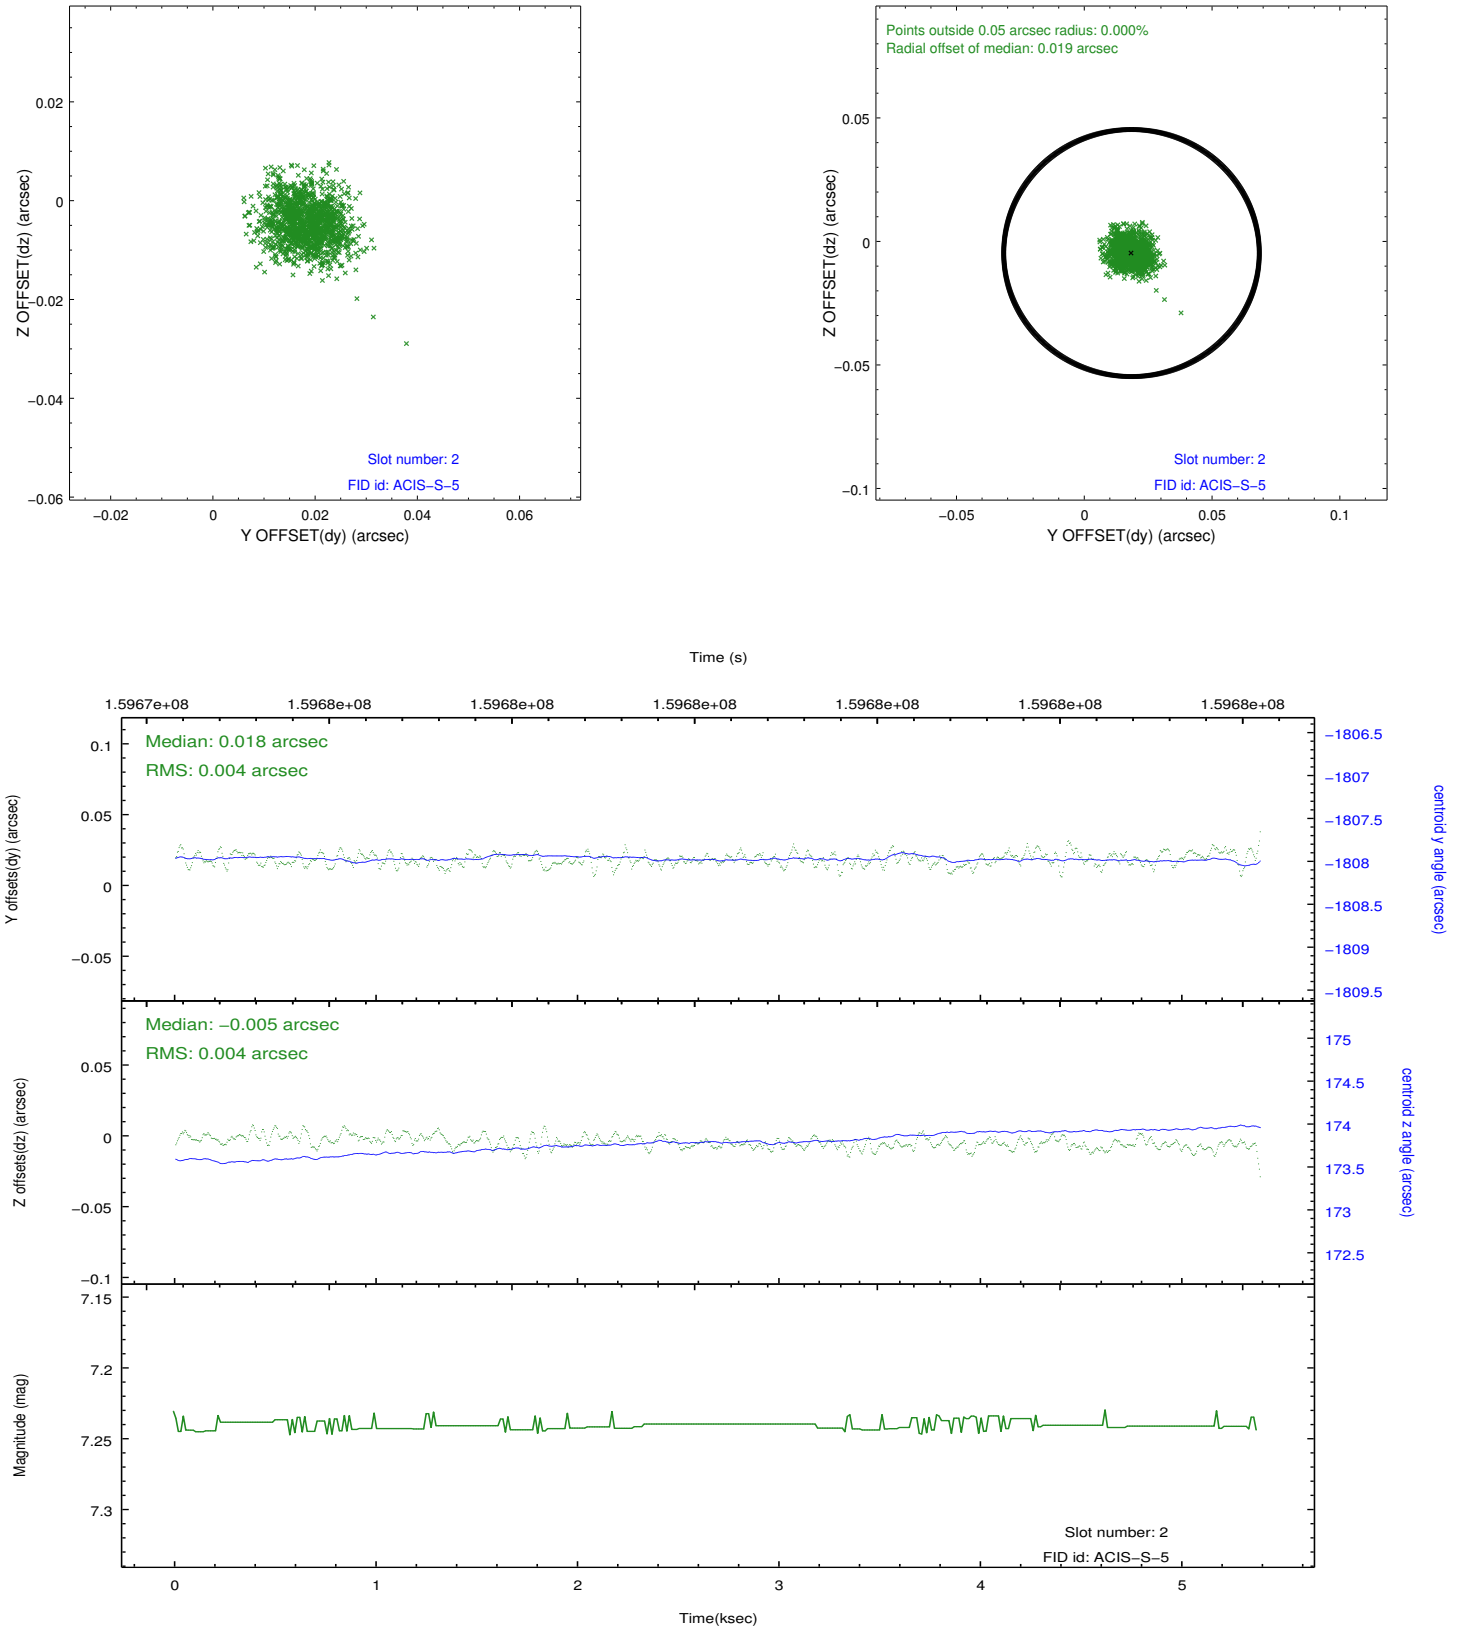 0.02
0
−0.02
−0.04
−0.06
Z OFFSET(dz) (arcsec)
Slot number: 2
FID id: ACIS−S−5
−0.02
0
0.02
0.04
0.06
Y OFFSET(dy) (arcsec)
Points outside 0.05 arcsec radius: 0.000%
Radial offset of median: 0.019 arcsec
0.05
0
−0.05
−0.1
Z OFFSET(dz) (arcsec)
Slot number: 2
FID id: ACIS−S−5
−0.05
0
0.05
0.1
Y OFFSET(dy) (arcsec)
Time (s)
1.5967e+08
1.5968e+08
1.5968e+08
1.5968e+08
1.5968e+08
1.5968e+08
1.5968e+08
Median: 0.018 arcsec
RMS: 0.004 arcsec
0.1
0.05
0
−0.05
Y offsets(dy) (arcsec)
−1806.5
−1807
−1807.5
−1808
−1808.5
−1809
−1809.5
centroid y angle (arcsec)
Median: −0.005 arcsec
RMS: 0.004 arcsec
0.05
0
−0.05
−0.1
Z offsets(dz) (arcsec)
175
174.5
174
173.5
173
172.5
centroid z angle (arcsec)
7.15
7.2
7.25
7.3
Magnitude (mag)
Slot number: 2
FID id: ACIS−S−5
0
1
2
3
4
5
Time(ksec)